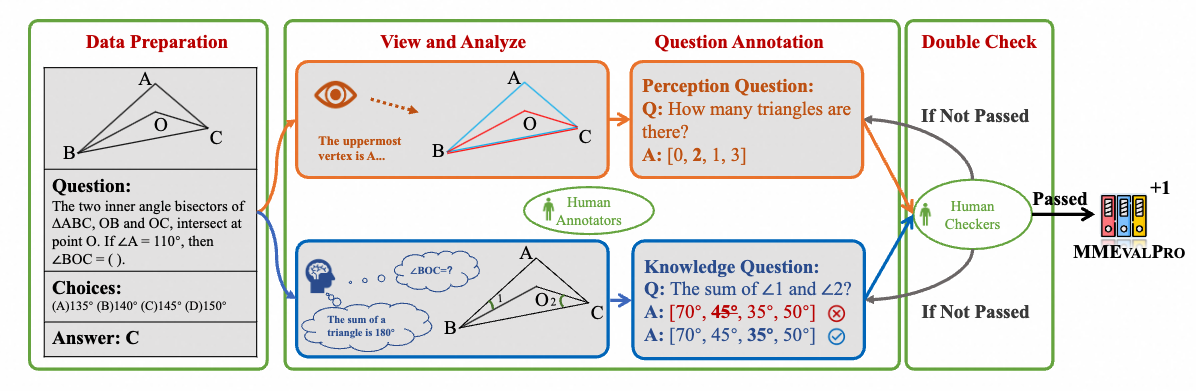 Data Preparation
A
O
B
C
Question:
The two inner angle bisectors of
ΔABC, OB and OC, intersect at
point O. If ∠A = 110°, then
∠BOC = ( ).
Choices:
(A)135° (B)140° (C)145° (D)150°
Answer: C
View and Analyze
The uppermost
vertex is A...
A
O
B
C
Human
Annotators
∠BOC=?
The sum of a
triangle is 180°
A
1
O
2
B
C
Question Annotation
Perception Question:
Q: How many triangles are
there?
A: [0, 2, 1, 3]
Knowledge Question:
Q: The sum of ∠1 and ∠2?
A: [70°, 45°, 35°, 50°]
A: [70°, 45°, 35°, 50°]
Double Check
If Not Passed
Human
Checkers
If Not Passed
Passed
+1
MMEVALPRO